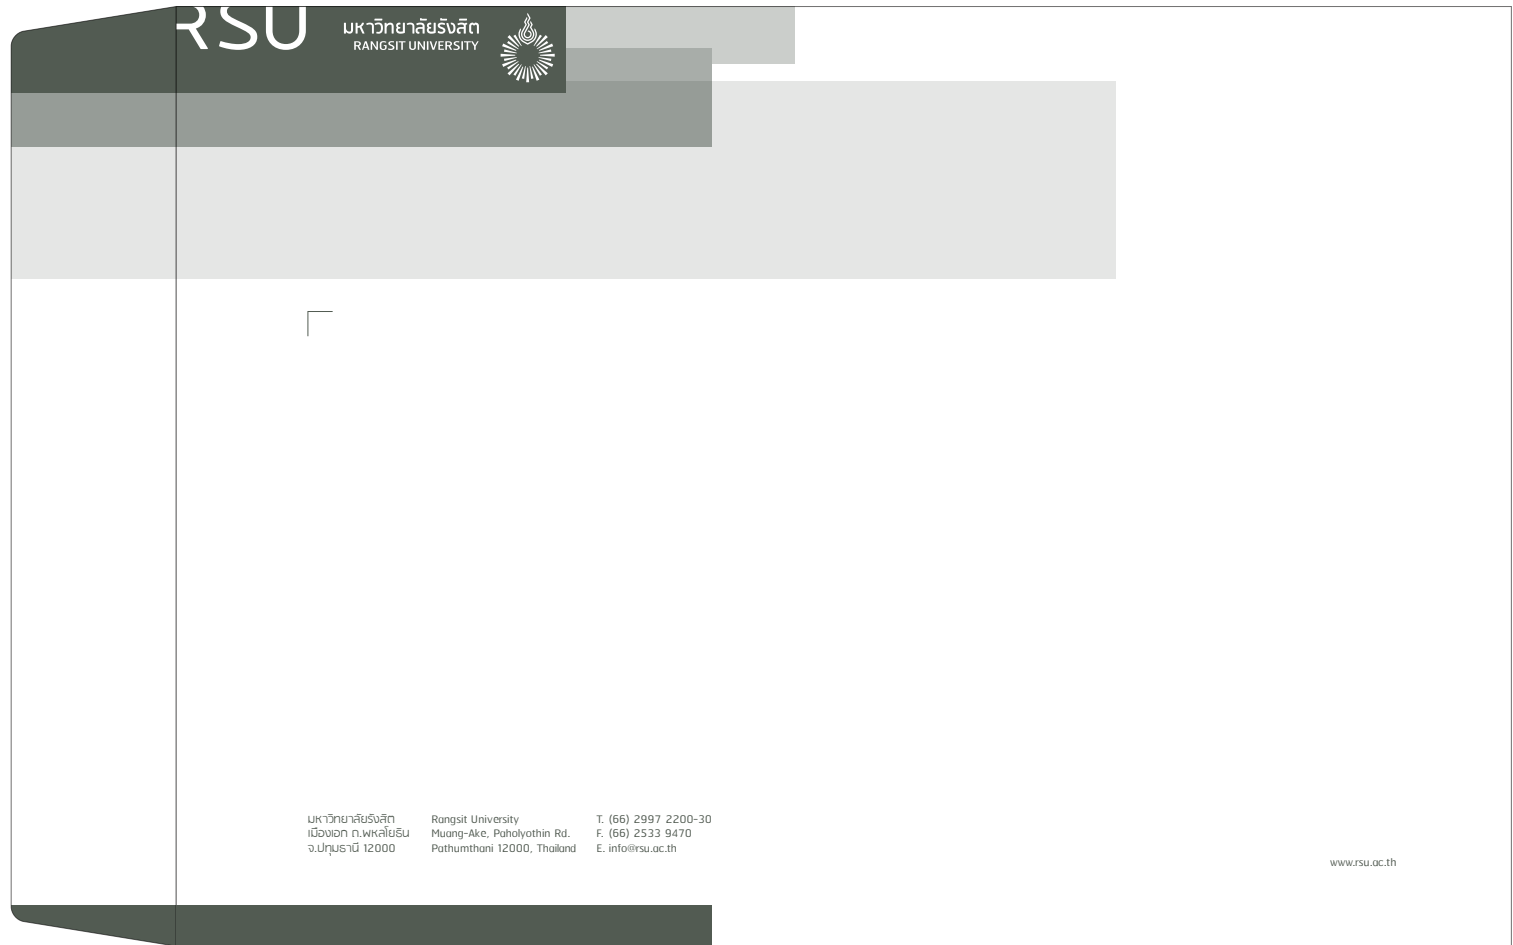 RSU
มหาวิทยาลัยรังสิต
RANGSIT UNIVERSITY
มหาวิทยาลัยรังสิต
เมืองเอก ถ.พหลโยธิน
จ.ปทุมธานี 12000
Rangsit University
Muang-Ake, Paholyothin Rd.
Pathumthani 12000, Thailand
T. (66) 2997 2200-30
F. (66) 2533 9470
E. info@rsu.ac.th
www.rsu.ac.th